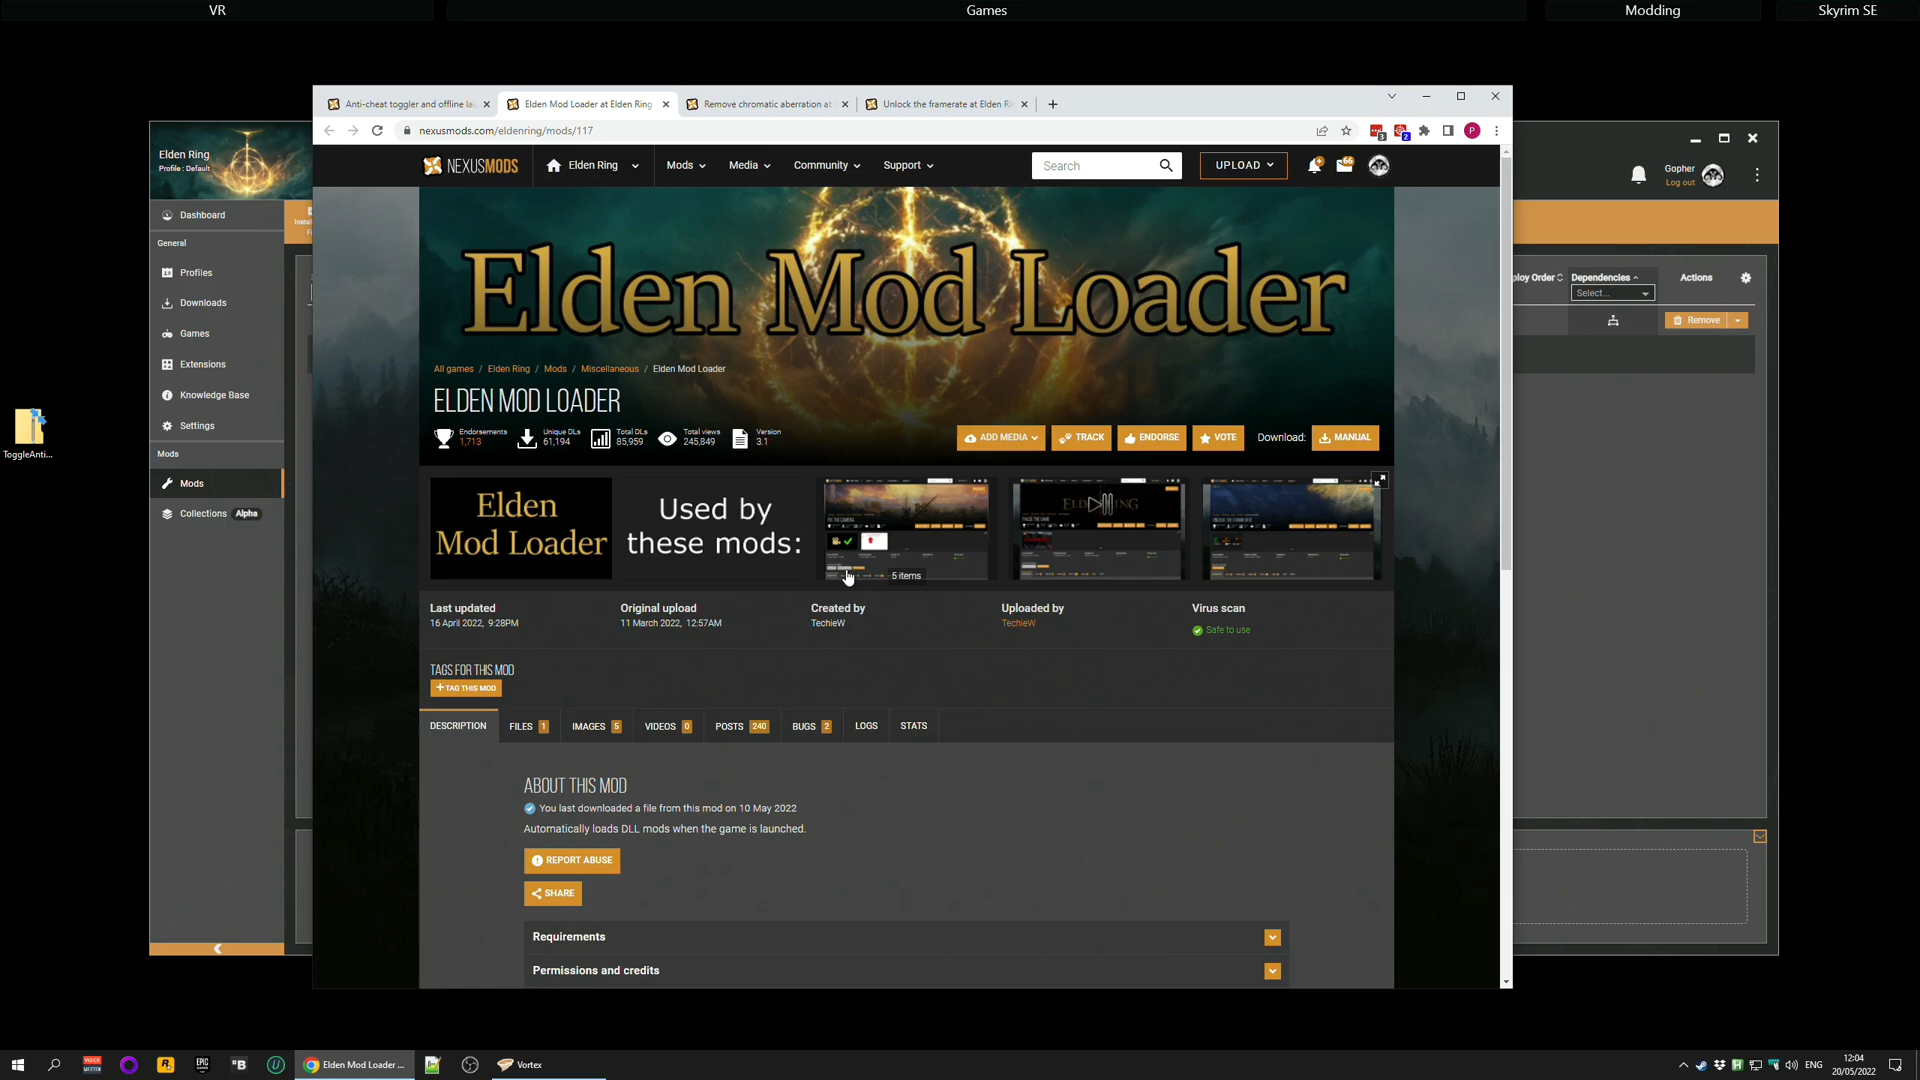 VR
Games
Modding
Skyrim SE
Anti-cheat toggler and offline la
Elden Mod Loader at Elden Ring
Remove chromatic aberration at
Unlock the framerate at Elden Ri
nexusmods.com/eldenring/mods/117
3
2
P
Elden Ring
Profile : Default
Dashboard
General
Profiles
Downloads
Games
Extensions
Knowledge Base
Settings
Mods
Mods
Collections Alpha
NEXUSMODS
Elden Ring
Mods
Media
Community
Support
Search
UPLOAD
66
Gopher
Log out
ploy Order
Dependencies
Actions
Select...
Remove
Elden Mod Loader
All games / Elden Ring / Mods / Miscellaneous / Elden Mod Loader
ELDEN MOD LOADER
Endorsements
1,713
Unique DLs
61,194
Total DLs
85,959
Total views
245,849
Version
3.1
ADD MEDIA
TRACK
ENDORSE
VOTE
Download:
MANUAL
ToggleAnti...
Elden
Mod Loader
Used by
these mods:
5 items
Last updated
16 April 2022, 9:28PM
Original upload
11 March 2022, 12:57AM
Created by
TechieW
Uploaded by
TechieW
Virus scan
Safe to use
TAGS FOR THIS MOD
+ TAG THIS MOD
DESCRIPTION
FILES 1
IMAGES 5
VIDEOS 0
POSTS 240
BUGS 2
LOGS
STATS
ABOUT THIS MOD
You last downloaded a file from this mod on 10 May 2022
Automatically loads DLL mods when the game is launched.
REPORT ABUSE
SHARE
Requirements
Permissions and credits
Elden Mod Loader ...
Vortex
ENG
12:04
20/05/2022